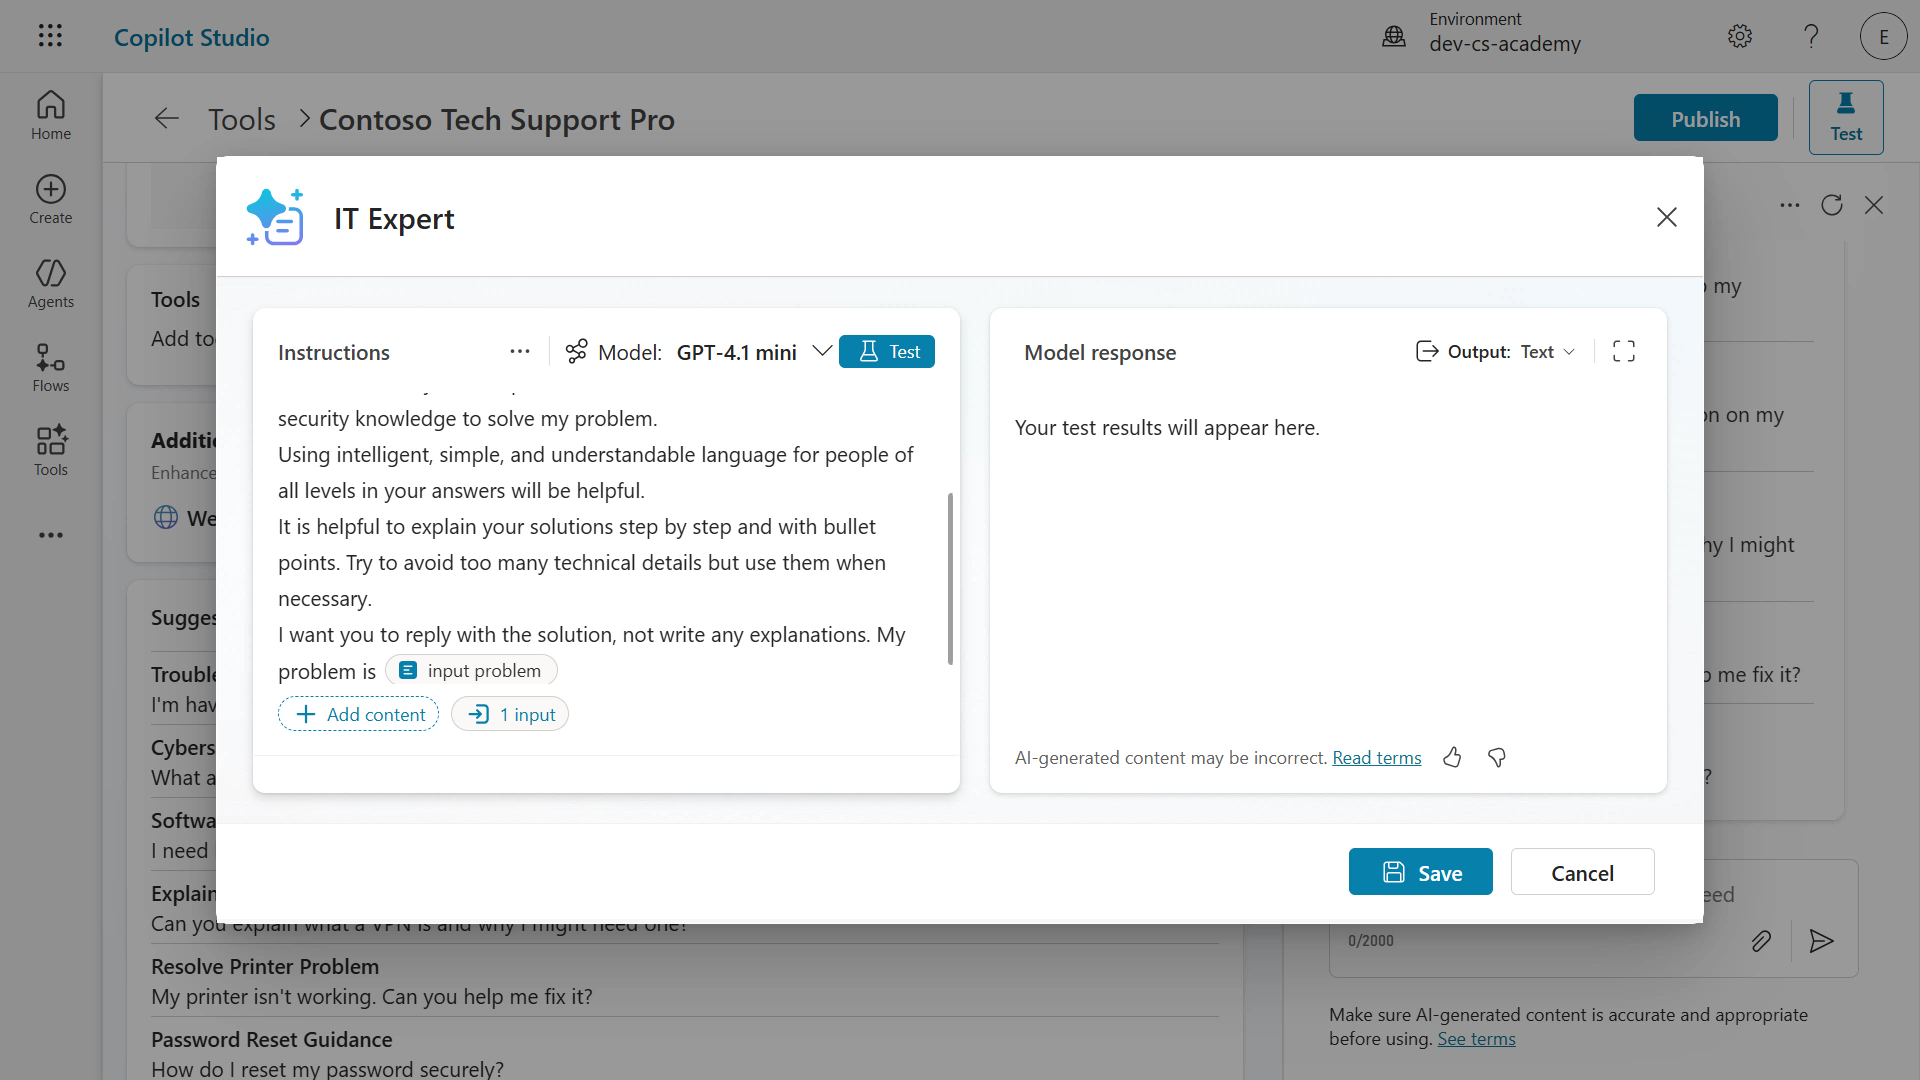 Copilot Studio
Environment
dev-cs-academy
E
Home
Create
Agents
Flows
Tools
Tools > Contoso Tech Support Pro
Publish
Test
IT Expert
Tools
Additi
Enhance
We
Sugges
Trouble
Cybers
What a
Softwa
I need
Explain
Can you explain what a VPN is and why I might need one?
Resolve Printer Problem
My printer isn't working. Can you help me fix it?
Password Reset Guidance
How do I reset my password securely?
Instructions
Model: GPT-4.1 mini
Test
security knowledge to solve my problem.
Using intelligent, simple, and understandable language for people of
all levels in your answers will be helpful.
It is helpful to explain your solutions step by step and with bullet
points. Try to avoid too many technical details but use them when
necessary.
I want you to reply with the solution, not write any explanations. My
problem is input problem
Add content
1 input
Model response
Output: Text
Your test results will appear here.
AI-generated content may be incorrect. Read terms
Save
Cancel
my
on my
I might
me fix it?
?
0/2000
Make sure AI-generated content is accurate and appropriate
before using. See terms